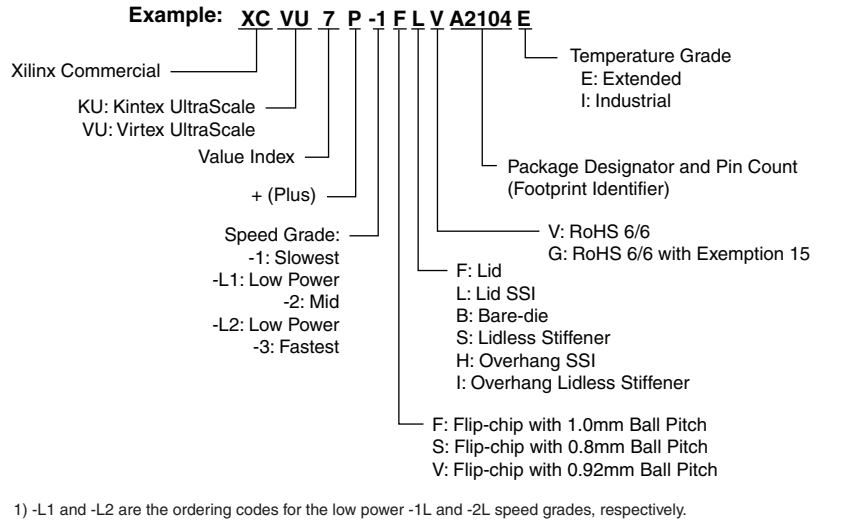 Example: XC VU 7 P -1 F L V A2104 E
Temperature Grade
E: Extended
I: Industrial
Xilinx Commercial
KU: Kintex UltraScale
VU: Virtex UltraScale
Value Index
Package Designator and Pin Count
(Footprint Identifier)
+ (Plus)
Speed Grade:
-1: Slowest
-L1: Low Power
-2: Mid
-L2: Low Power
-3: Fastest
V: RoHS 6/6
G: RoHS 6/6 with Exemption 15
F: Lid
L: Lid SSI
B: Bare-die
S: Lidless Stiffener
H: Overhang SSI
I: Overhang Lidless Stiffener
F: Flip-chip with 1.0mm Ball Pitch
S: Flip-chip with 0.8mm Ball Pitch
V: Flip-chip with 0.92mm Ball Pitch
1) -L1 and -L2 are the ordering codes for the low power -1L and -2L speed grades, respectively.